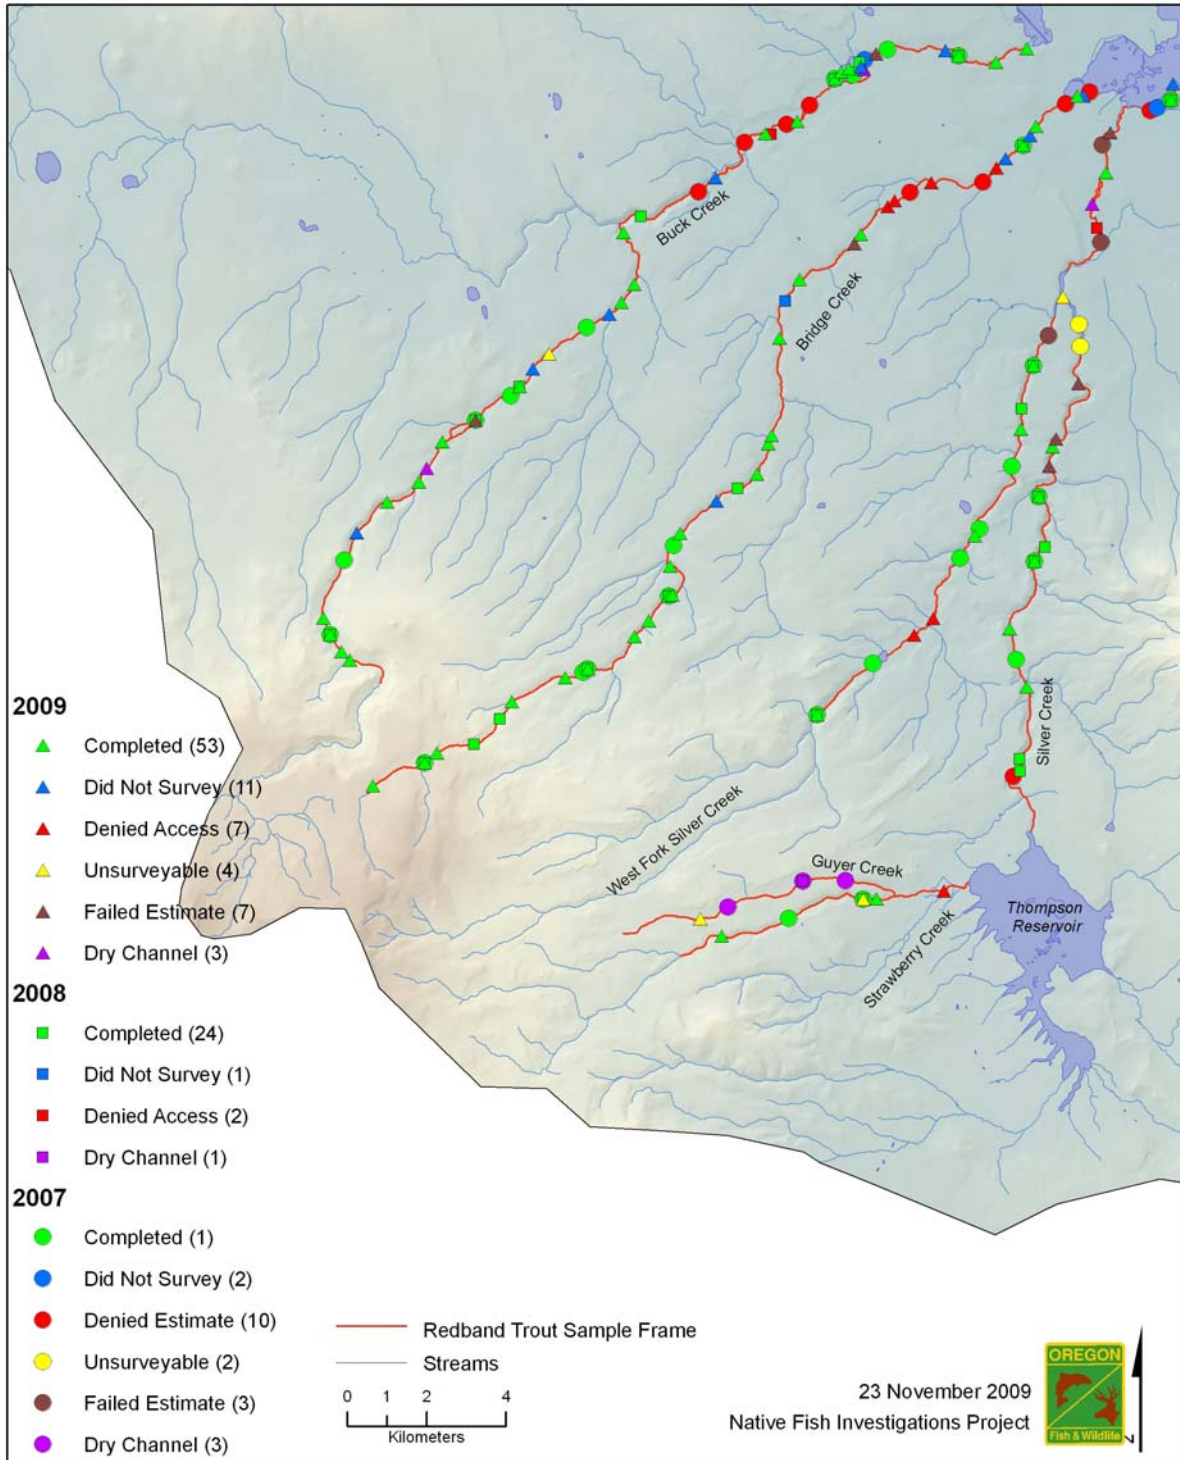 Buck Creek
Bridge Creek
Silver Creek
West Fork Silver Creek
Guyer Creek
Strawberry Creek
Thompson
Reservoir
2009
Completed (53)
Did Not Survey (11)
Denied Access (7)
Unsurveyable (4)
Failed Estimate (7)
Dry Channel (3)
2008
Completed (24)
Did Not Survey (1)
Denied Access (2)
Dry Channel (1)
2007
Completed (1)
Did Not Survey (2)
Denied Estimate (10)
Unsurveyable (2)
Failed Estimate (3)
Dry Channel (3)
Redband Trout Sample Frame
Streams
0 1 2 4
Kilometers
23 November 2009
Native Fish Investigations Project
OREGON
Fish & Wildlife
N